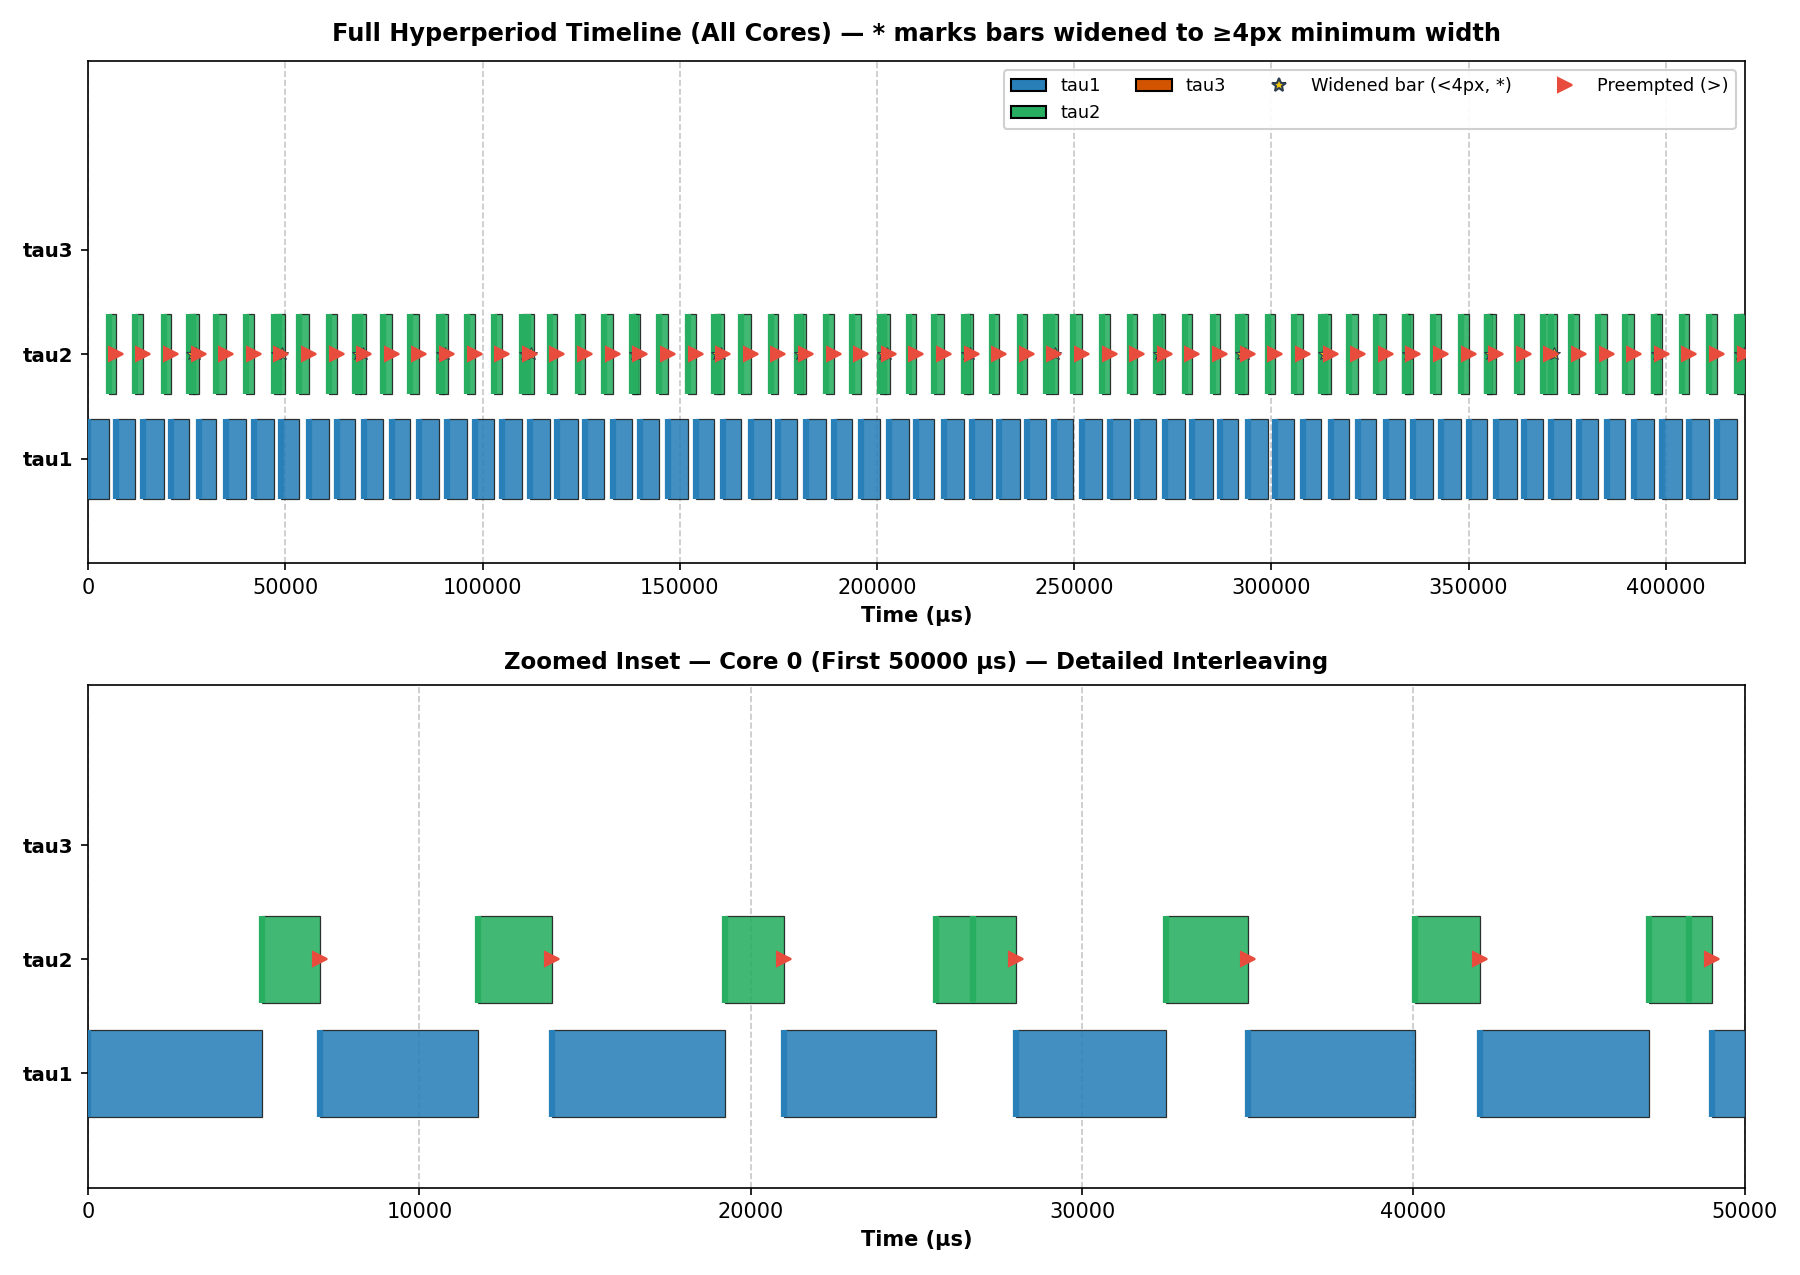 Full Hyperperiod Timeline (All Cores) — * marks bars widened to ≥4px minimum width
tau1 tau3 Widened bar (<4px, *) Preempted (>)
tau2
tau3
tau2
tau1
0 50000 100000 150000 200000 250000 300000 350000 400000
Time (µs)
Zoomed Inset — Core 0 (First 50000 µs) — Detailed Interleaving
tau3
tau2
tau1
0 10000 20000 30000 40000 50000
Time (µs)